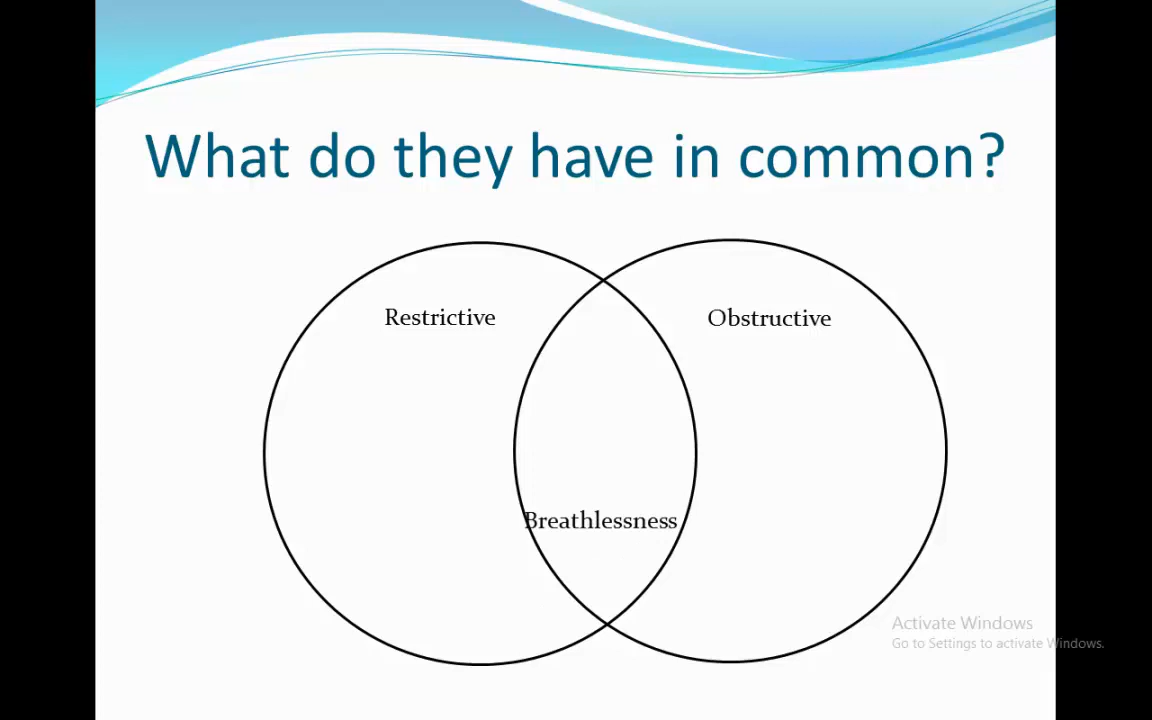 What do they have in common?
Restrictive
Obstructive
Breathlessness
Activate Windows
Go to Settings to activate Windows.